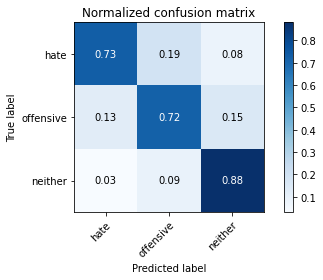 Normalized confusion matrix
True label
hate
0.73 0.19 0.08
offensive
0.13 0.72 0.15
neither
0.03 0.09 0.88
hate
offensive
neither
Predicted label
0.8
0.7
0.6
0.5
0.4
0.3
0.2
0.1